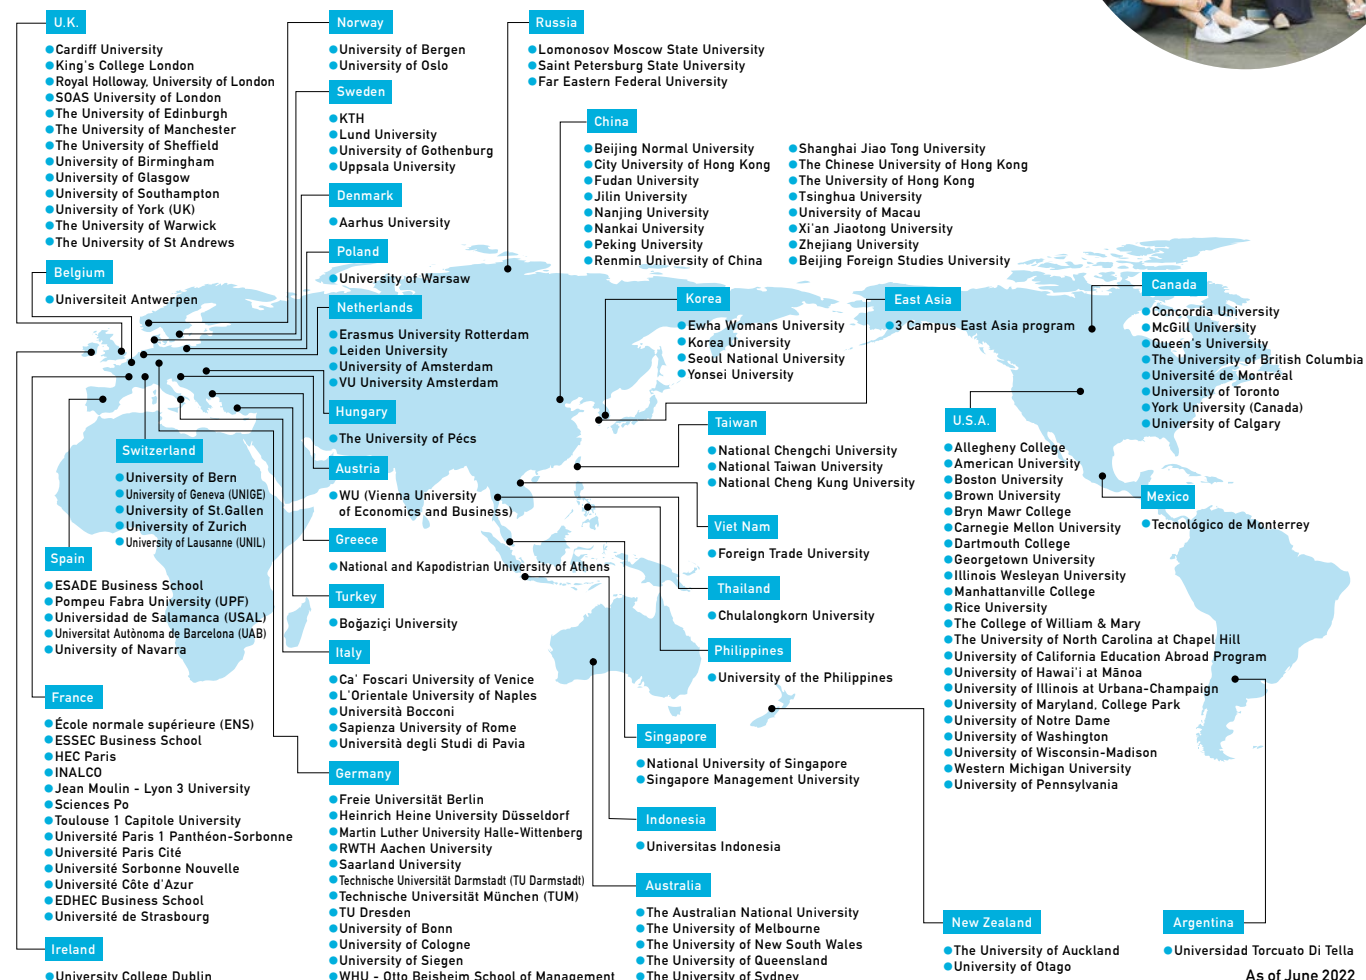 U.K.
Cardiff University
King's College London
Royal Holloway, University of London
SOAS University of London
The University of Edinburgh
The University of Manchester
The University of Sheffield
University of Birmingham
University of Glasgow
University of Southampton
University of York (UK)
The University of Warwick
The University of St Andrews
Belgium
Universiteit Antwerpen
Switzerland
University of Bern
University of Geneva (UNIGE)
University of St.Gallen
University of Zurich
University of Lausanne (UNIL)
Spain
ESADE Business School
Pompeu Fabra University (UPF)
Universidad de Salamanca (USAL)
Universitat Autònoma de Barcelona (UAB)
University of Navarra
France
École normale supérieure (ENS)
ESSEC Business School
HEC Paris
INALCO
Jean Moulin - Lyon 3 University
Sciences Po
Toulouse 1 Capitole University
Université Paris 1 Panthéon-Sorbonne
Université Paris Cité
Université Sorbonne Nouvelle
Université Côte d'Azur
EDHEC Business School
Université de Strasbourg
Ireland
University College Dublin
Norway
University of Bergen
University of Oslo
Sweden
KTH
Lund University
University of Gothenburg
Uppsala University
Denmark
Aarhus University
Poland
University of Warsaw
Netherlands
Erasmus University Rotterdam
Leiden University
University of Amsterdam
VU University Amsterdam
Hungary
The University of Pécs
Austria
WU (Vienna University
of Economics and Business)
Greece
National and Kapodistrian University of Athens
Turkey
Boğaziçi University
Italy
Ca' Foscari University of Venice
L'Orientale University of Naples
Università Bocconi
Sapienza University of Rome
Università degli Studi di Pavia
Germany
Freie Universität Berlin
Heinrich Heine University Düsseldorf
Martin Luther University Halle-Wittenberg
RWTH Aachen University
Saarland University
Technische Universität Darmstadt (TU Darmstadt)
Technische Universität München (TUM)
TU Dresden
University of Bonn
University of Cologne
University of Siegen
WHU - Otto Beisheim School of Management
Russia
Lomonosov Moscow State University
Saint Petersburg State University
Far Eastern Federal University
China
Beijing Normal University
City University of Hong Kong
Fudan University
Jilin University
Nanjing University
Nankai University
Peking University
Renmin University of China
Shanghai Jiao Tong University
The Chinese University of Hong Kong
The University of Hong Kong
Tsinghua University
University of Macau
Xi'an Jiaotong University
Zhejiang University
Beijing Foreign Studies University
Korea
Ewha Womans University
Korea University
Seoul National University
Yonsei University
East Asia
3 Campus East Asia program
Taiwan
National Chengchi University
National Taiwan University
National Cheng Kung University
Viet Nam
Foreign Trade University
Thailand
Chulalongkorn University
Philippines
University of the Philippines
Singapore
National University of Singapore
Singapore Management University
Indonesia
Universitas Indonesia
Australia
The Australian National University
The University of Melbourne
The University of New South Wales
The University of Queensland
The University of Sydney
Canada
Concordia University
McGill University
Queen's University
The University of British Columbia
Université de Montréal
University of Toronto
York University (Canada)
University of Calgary
U.S.A.
Allegheny College
American University
Boston University
Brown University
Bryn Mawr College
Carnegie Mellon University
Dartmouth College
Georgetown University
Illinois Wesleyan University
Manhattanville College
Rice University
The College of William & Mary
The University of North Carolina at Chapel Hill
University of California Education Abroad Program
University of Hawai'i at Mānoa
University of Illinois at Urbana-Champaign
University of Maryland, College Park
University of Notre Dame
University of Washington
University of Wisconsin-Madison
Western Michigan University
University of Pennsylvania
Mexico
Tecnológico de Monterrey
New Zealand
The University of Auckland
University of Otago
Argentina
Universidad Torcuato Di Tella
As of June 2022